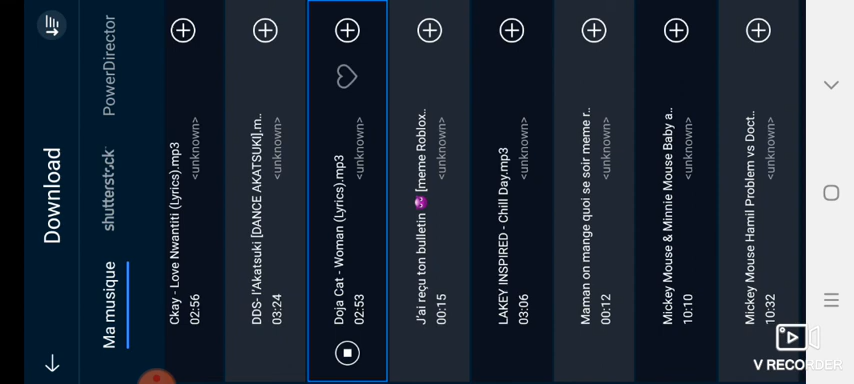 Download
Ma musique
shutterstock
PowerDirector
Ckay - Love Nwantiti (Lyrics).mp3
02:56
<unknown>
DDS- l'Akatsuki [DANCE AKATSUKI].m..
03:24
<unknown>
Doja Cat - Woman (Lyrics).mp3
02:53
<unknown>
J'ai reçu ton bulletin ♋ [meme Roblox..
00:15
<unknown>
LAKEY INSPIRED - Chill Day.mp3
03:06
<unknown>
Maman on mange quoi se soir meme r..
00:12
<unknown>
Mickey Mouse & Minnie Mouse Baby a..
10:10
<unknown>
Mickey Mouse Hamil Problem vs Doct..
10:32
<unknown>
V RECORDER